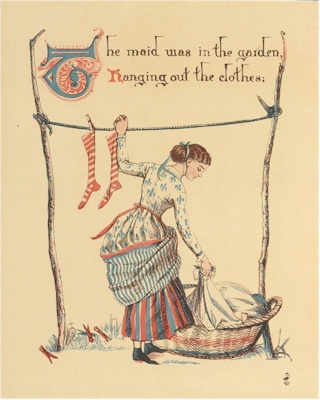 The maid was in the garden,
Hanging out the clothes;